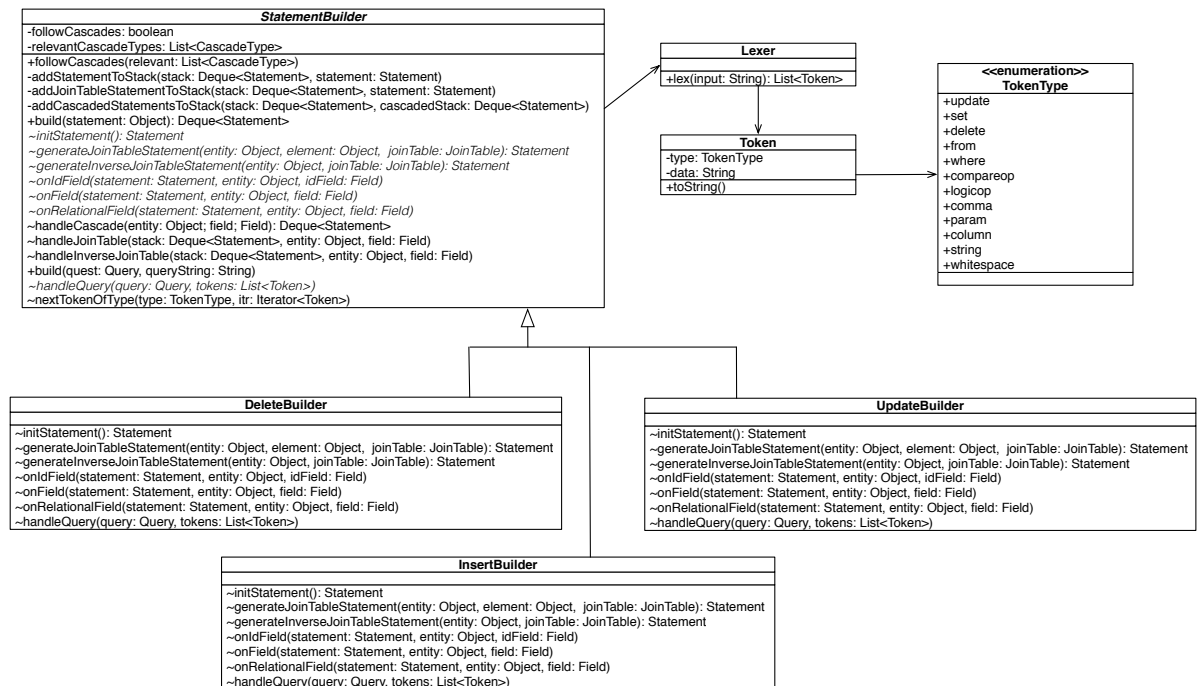 StatementBuilder
-followCascades: boolean
-relevantCascadeTypes: List<CascadeType>
+followCascades(relevant: List<CascadeType>)
-addStatementToStack(stack: Deque<Statement>, statement: Statement)
-addJoinTableStatementToStack(stack: Deque<Statement>, statement: Statement)
-addCascadedStatementsToStack(stack: Deque<Statement>, cascadedStack: Deque<Statement>)
+build(statement: Object): Deque<Statement>
~initStatement(): Statement
~generateJoinTableStatement(entity: Object, element: Object, joinTable: JoinTable): Statement
~generateInverseJoinTableStatement(entity: Object, joinTable: JoinTable): Statement
~onIdField(statement: Statement, entity: Object, idField: Field)
~onField(statement: Statement, entity: Object, field: Field)
~onRelationalField(statement: Statement, entity: Object, field: Field)
~handleCascade(entity: Object; field; Field): Deque<Statement>
~handleJoinTable(stack: Deque<Statement>, entity: Object, field: Field)
~handleInverseJoinTable(stack: Deque<Statement>, entity: Object, field: Field)
+build(quest: Query, queryString: String)
~handleQuery(query: Query, tokens: List<Token>)
~nextTokenOfType(type: TokenType, itr: Iterator<Token>)
Lexer
+lex(input: String): List<Token>
Token
-type: TokenType
-data: String
+toString()
<<enumeration>>
TokenType
+update
+set
+delete
+from
+where
+compareop
+logicop
+comma
+param
+column
+string
+whitespace
DeleteBuilder
~initStatement(): Statement
~generateJoinTableStatement(entity: Object, element: Object, joinTable: JoinTable): Statement
~generateInverseJoinTableStatement(entity: Object, joinTable: JoinTable): Statement
~onIdField(statement: Statement, entity: Object, idField: Field)
~onField(statement: Statement, entity: Object, field: Field)
~onRelationalField(statement: Statement, entity: Object, field: Field)
~handleQuery(query: Query, tokens: List<Token>)
UpdateBuilder
~initStatement(): Statement
~generateJoinTableStatement(entity: Object, element: Object, joinTable: JoinTable): Statement
~generateInverseJoinTableStatement(entity: Object, joinTable: JoinTable): Statement
~onIdField(statement: Statement, entity: Object, idField: Field)
~onField(statement: Statement, entity: Object, field: Field)
~onRelationalField(statement: Statement, entity: Object, field: Field)
~handleQuery(query: Query, tokens: List<Token>)
InsertBuilder
~initStatement(): Statement
~generateJoinTableStatement(entity: Object, element: Object, joinTable: JoinTable): Statement
~generateInverseJoinTableStatement(entity: Object, joinTable: JoinTable): Statement
~onIdField(statement: Statement, entity: Object, idField: Field)
~onField(statement: Statement, entity: Object, field: Field)
~onRelationalField(statement: Statement, entity: Object, field: Field)
~handleQuery(query: Query, tokens: List<Token>)